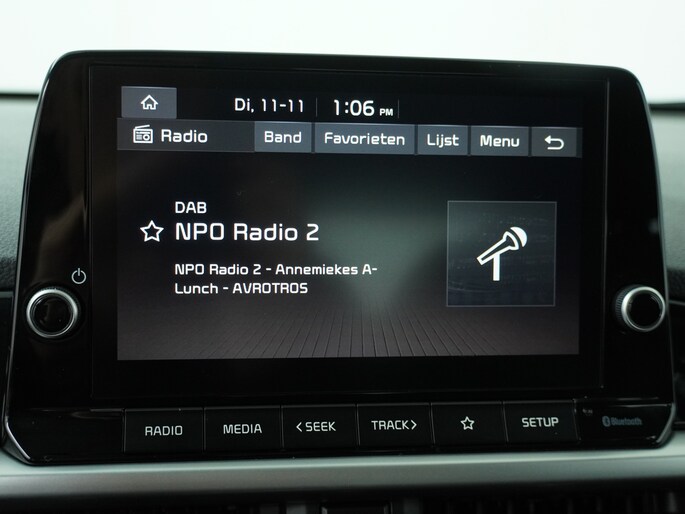 Di, 11-11 1:06 PM
Radio Band Favorieten Lijst Menu
DAB
NPO Radio 2
NPO Radio 2 - Annemiekes A-
Lunch - AVROTROS
RADIO MEDIA <SEEK TRACK> SETUP Bluetooth